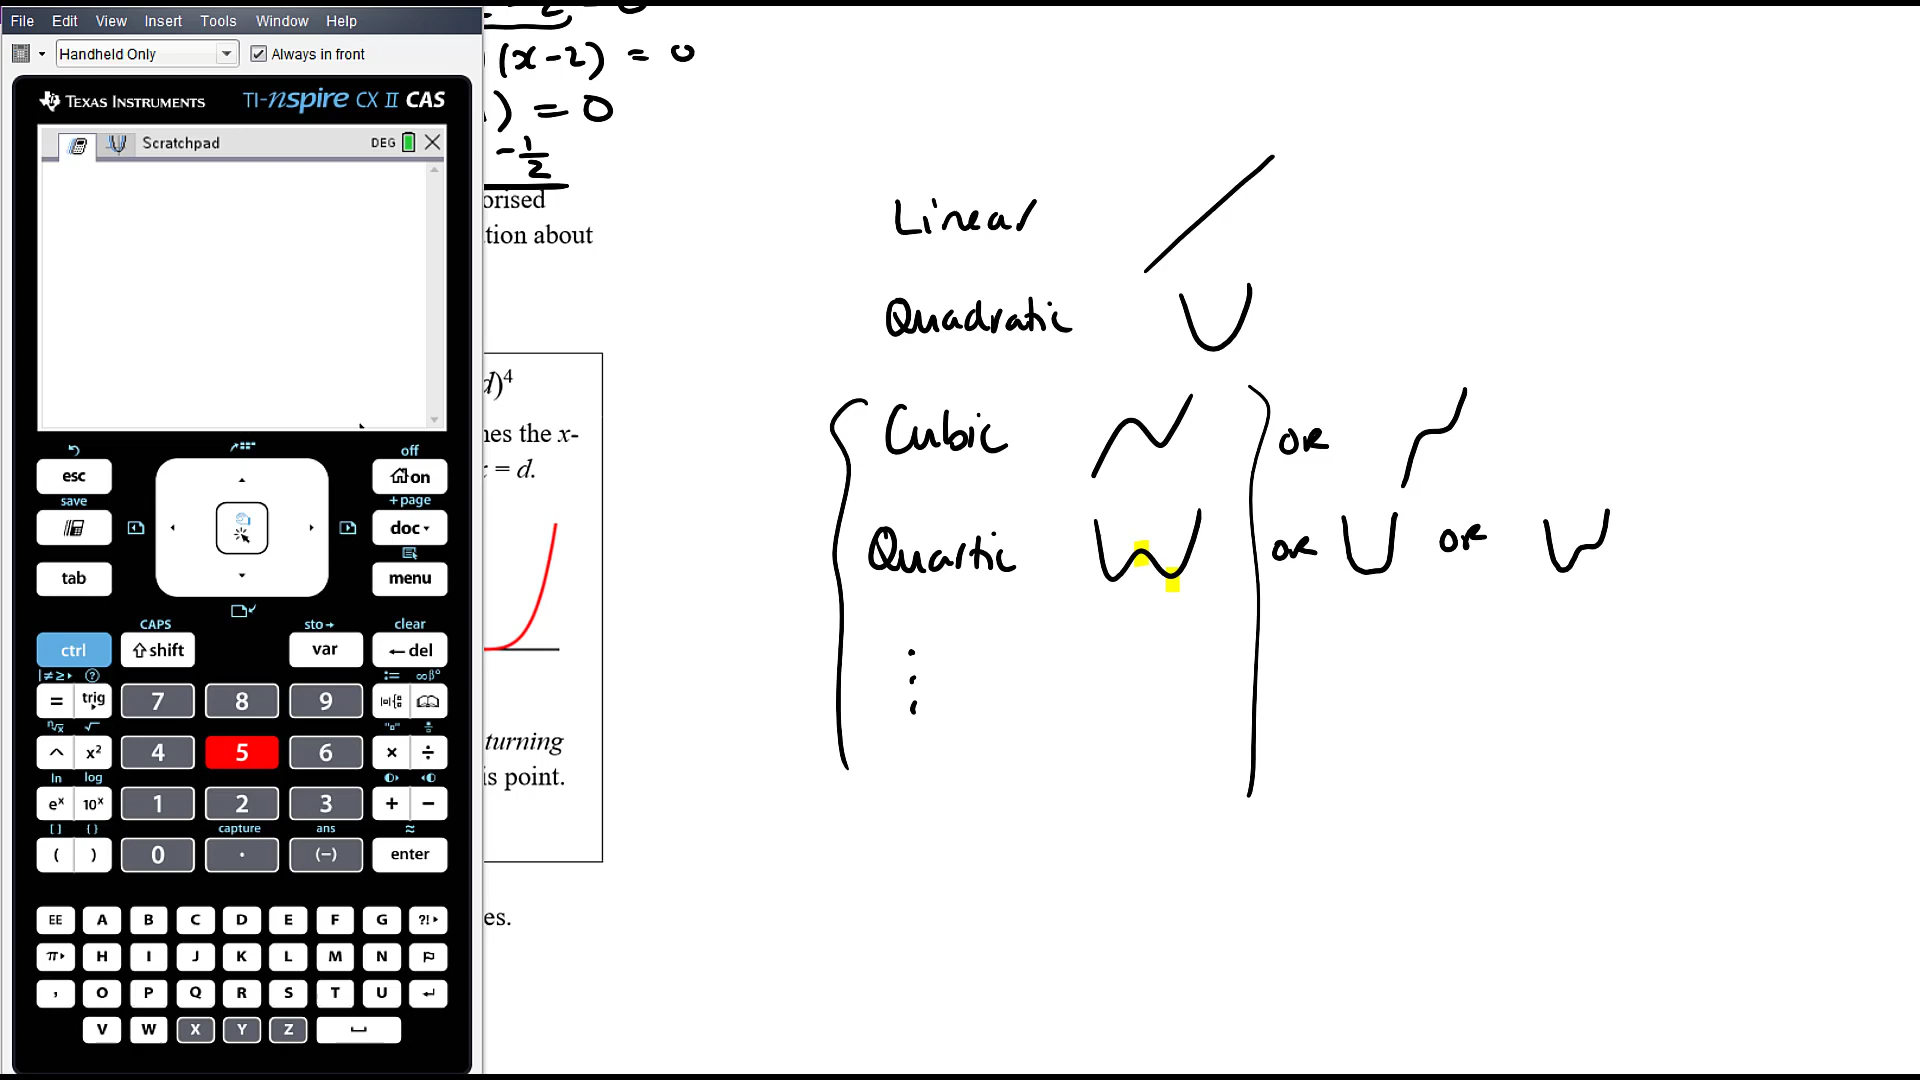 File Edit View Insert Tools Window Help
Handheld Only Always in front
TEXAS INSTRUMENTS TI-nspire CX II CAS
Scratchpad DEG
off
esc on
save +page
doc
tab menu
CAPS sto→ clear
ctrl ⇧shift var ←del
|≠≥▸ ? := ∞β°
= trig 7 8 9
ⁿ√x √ "▫" ÷
^ x² 4 5 6 × ÷
ln log
eˣ 10ˣ 1 2 3 + −
[ ] { } capture ans ≈
( ) 0 . (−) enter
EE A B C D E F G ?!▸
π▸ H I J K L M N
, O P Q R S T U ↵
V W X Y Z
(x-2) = 0
) = 0
-1/2
orised
tion about
d)⁴
nes the x-
x = d.
turning
is point.
es.
Linear
Quadratic
Cubic OR
Quartic OR OR
⋮